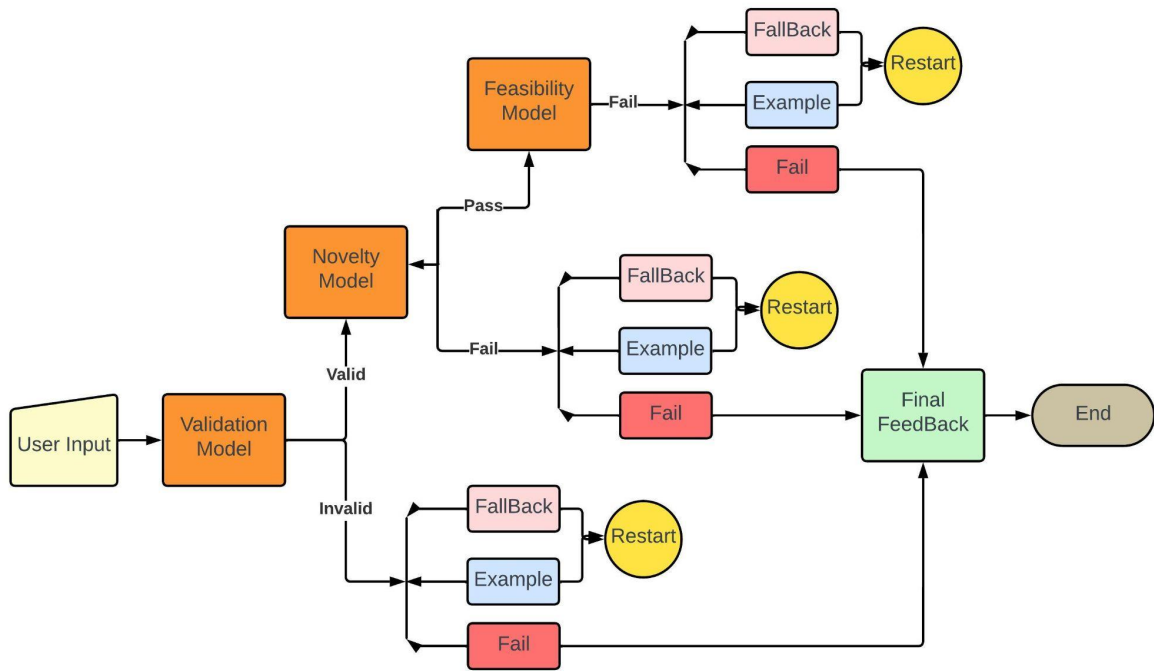 FallBack
Restart
Feasibility
Model
Fail
Example
Fail
Pass
Novelty
Model
FallBack
Restart
Fail
Example
Valid
Fail
Final
FeedBack
End
User Input
Validation
Model
Invalid
FallBack
Restart
Example
Fail